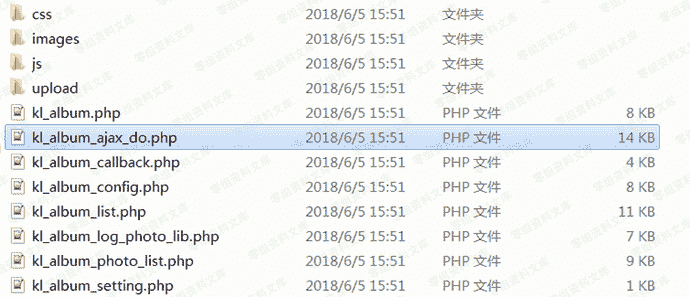 css 2018/6/5 15:51 文件夹
images 2018/6/5 15:51 文件夹
js 2018/6/5 15:51 文件夹
upload 2018/6/5 15:51 文件夹
kl_album.php 2018/6/5 15:51 PHP 文件 8 KB
kl_album_ajax_do.php 2018/6/5 15:51 PHP 文件 14 KB
kl_album_callback.php 2018/6/5 15:51 PHP 文件 4 KB
kl_album_config.php 2018/6/5 15:51 PHP 文件 8 KB
kl_album_list.php 2018/6/5 15:51 PHP 文件 11 KB
kl_album_log_photo_lib.php 2018/6/5 15:51 PHP 文件 7 KB
kl_album_photo_list.php 2018/6/5 15:51 PHP 文件 9 KB
kl_album_setting.php 2018/6/5 15:51 PHP 文件 1 KB
零组资料文库